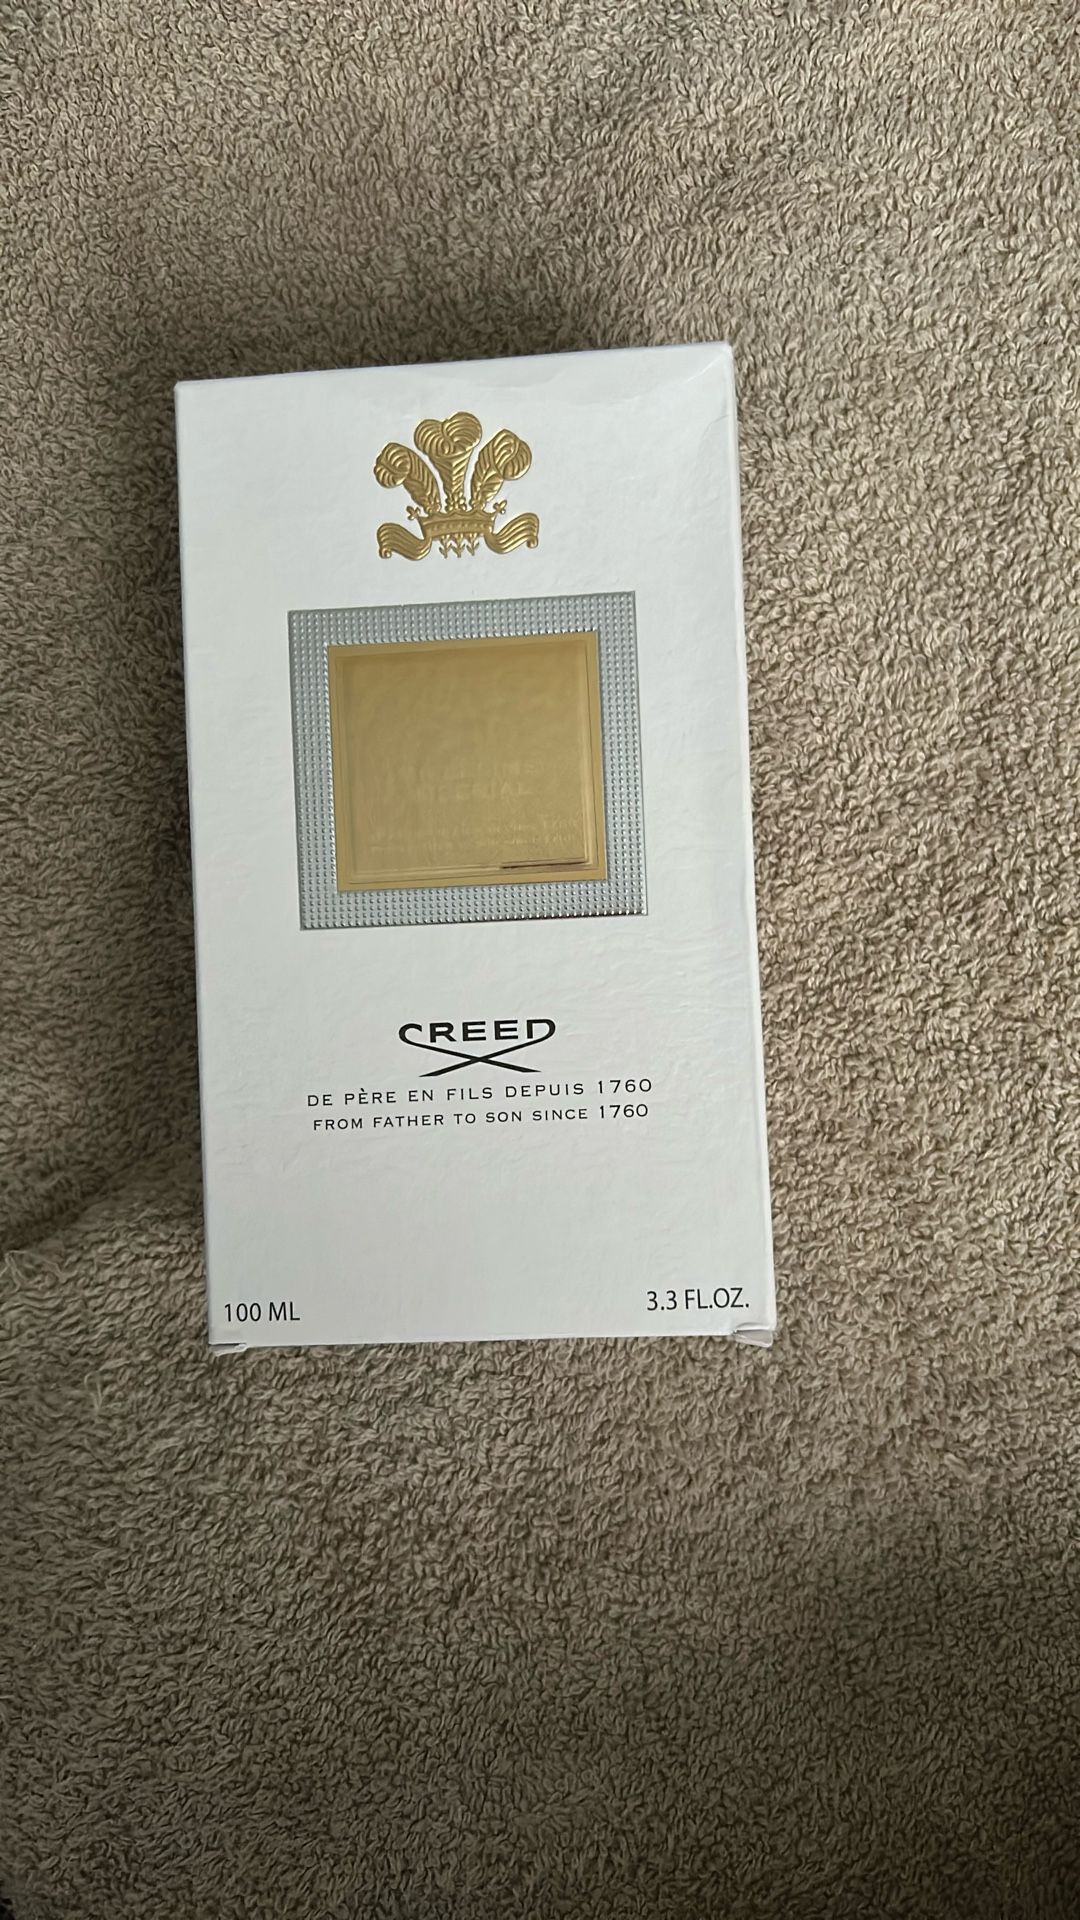 CREED
DE PÈRE EN FILS DEPUIS 1760
FROM FATHER TO SON SINCE 1760
100 ML
3.3 FL.OZ.